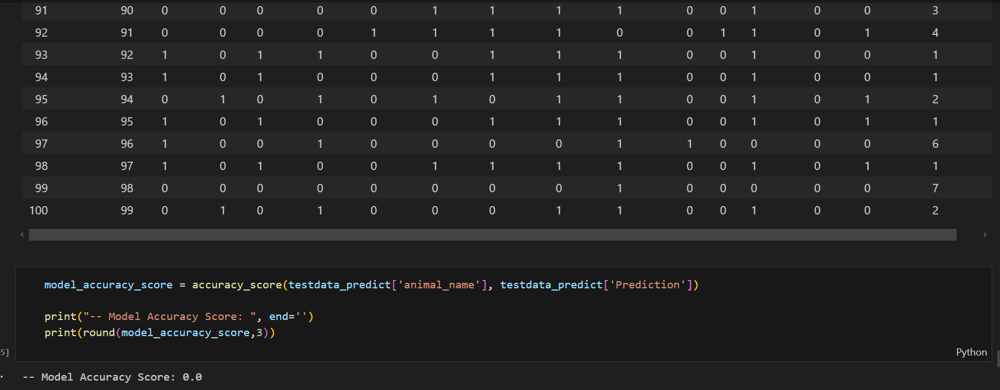 91 90 0 0 0 0 0 1 1 1 1 0 0 1 0 0 3
92 91 0 0 0 0 1 1 1 1 0 0 1 1 0 1 4
93 92 1 0 1 1 0 0 1 1 1 0 0 1 0 0 1
94 93 1 0 1 0 0 0 1 1 1 0 0 1 0 0 1
95 94 0 1 0 1 0 1 0 1 1 0 0 1 0 1 2
96 95 1 0 1 0 0 0 1 1 1 0 0 1 0 1 1
97 96 1 0 0 1 0 0 0 0 1 1 0 0 0 0 6
98 97 1 0 1 0 0 1 1 1 1 0 0 1 0 1 1
99 98 0 0 0 0 0 0 0 0 1 0 0 0 0 0 7
100 99 0 1 0 1 0 0 0 1 1 0 0 1 0 0 2
model_accuracy_score = accuracy_score(testdata_predict['animal_name'], testdata_predict['Prediction'])
print("-- Model Accuracy Score: ", end='')
print(round(model_accuracy_score,3))
5]
Python
-- Model Accuracy Score: 0.0